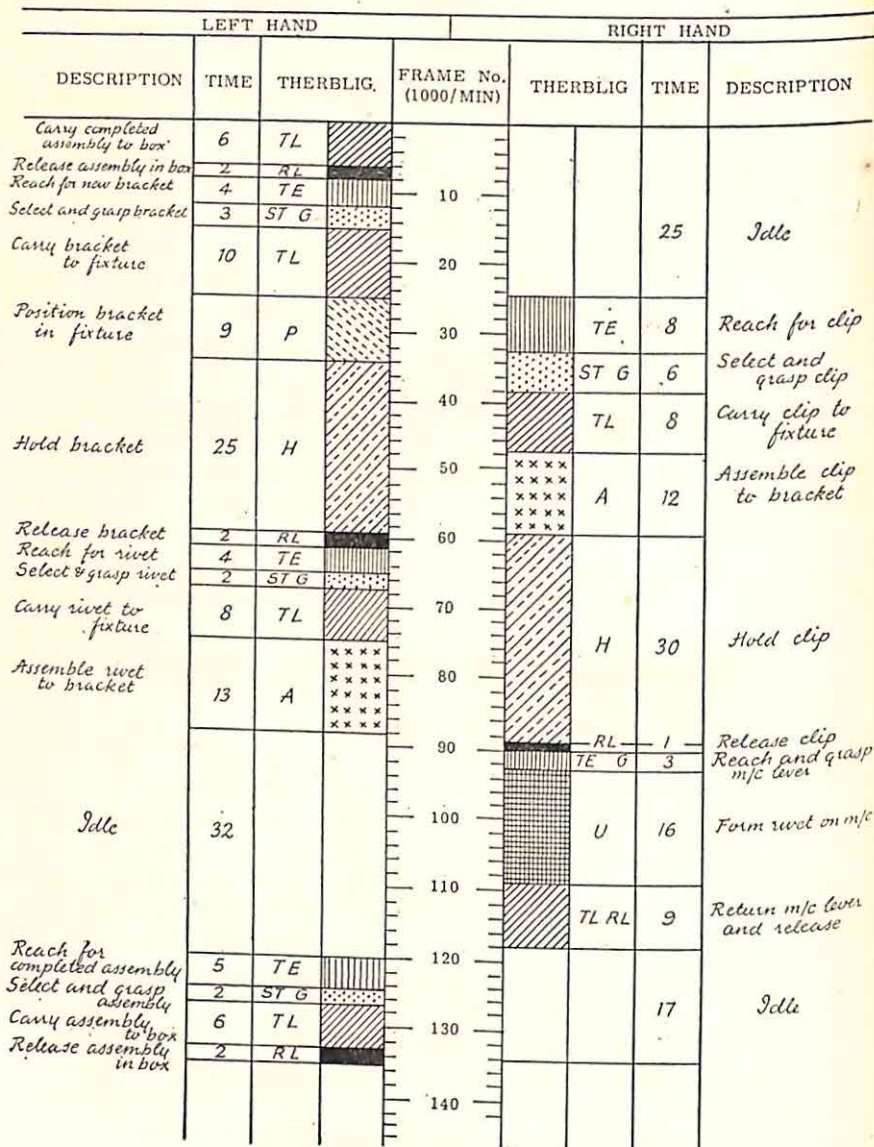 LEFT HAND RIGHT HAND
DESCRIPTION TIME THERBLIG. FRAME No. THERBLIG TIME DESCRIPTION
(1000/MIN)
Carry completed
assembly to box 6 TL
Release assembly in box 2 RL
Reach for new bracket 4 TE
10
Select and grasp bracket 3 ST G
25 Idle
Carry bracket
to fixture 10 TL
20
Position bracket
in fixture 9 P
30
TE 8 Reach for clip
ST G 6 Select and
grasp clip
40
TL 8 Carry clip to
fixture
Hold bracket 25 H
50
A 12 Assemble clip
to bracket
Release bracket 2 RL
60
Reach for rivet 4 TE
Select & grasp rivet 2 ST G
Carry rivet to
fixture 8 TL
70
H 30 Hold clip
Assemble rivet
to bracket 13 A
80
90
RL 1 Release clip
TE G 3 Reach and grasp
m/c lever
Idle 32
100
U 16 Form rivet on m/c
110
TL RL 9 Return m/c lever
and release
Reach for
completed assembly 5 TE
120
Select and grasp
assembly 2 ST G
17 Idle
Carry assembly
to box 6 TL
130
Release assembly
in box 2 RL
140